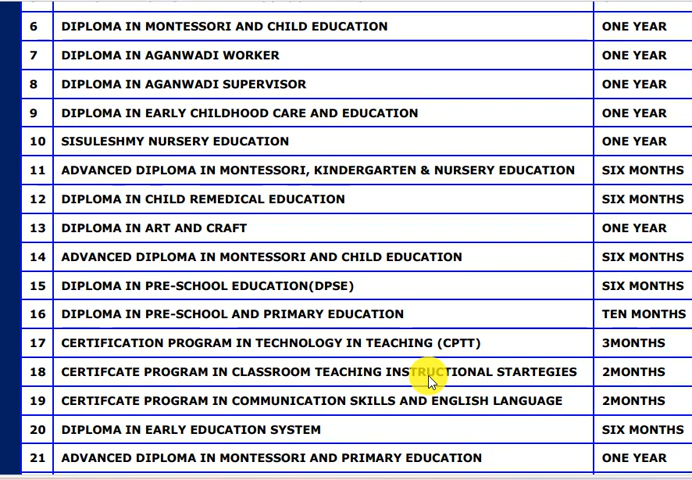 6 DIPLOMA IN MONTESSORI AND CHILD EDUCATION ONE YEAR
7 DIPLOMA IN AGANWADI WORKER ONE YEAR
8 DIPLOMA IN AGANWADI SUPERVISOR ONE YEAR
9 DIPLOMA IN EARLY CHILDHOOD CARE AND EDUCATION ONE YEAR
10 SISULESHMY NURSERY EDUCATION ONE YEAR
11 ADVANCED DIPLOMA IN MONTESSORI, KINDERGARTEN & NURSERY EDUCATION SIX MONTHS
12 DIPLOMA IN CHILD REMEDICAL EDUCATION SIX MONTHS
13 DIPLOMA IN ART AND CRAFT ONE YEAR
14 ADVANCED DIPLOMA IN MONTESSORI AND CHILD EDUCATION SIX MONTHS
15 DIPLOMA IN PRE-SCHOOL EDUCATION(DPSE) SIX MONTHS
16 DIPLOMA IN PRE-SCHOOL AND PRIMARY EDUCATION TEN MONTHS
17 CERTIFICATION PROGRAM IN TECHNOLOGY IN TEACHING (CPTT) 3MONTHS
18 CERTIFCATE PROGRAM IN CLASSROOM TEACHING INSTRUCTIONAL STARTEGIES 2MONTHS
19 CERTIFCATE PROGRAM IN COMMUNICATION SKILLS AND ENGLISH LANGUAGE 2MONTHS
20 DIPLOMA IN EARLY EDUCATION SYSTEM SIX MONTHS
21 ADVANCED DIPLOMA IN MONTESSORI AND PRIMARY EDUCATION ONE YEAR